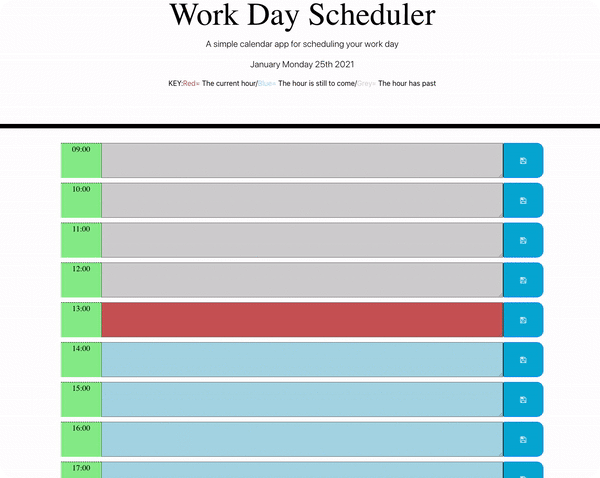 Work Day Scheduler
A simple calendar app for scheduling your work day
January Monday 25th 2021
KEY:Red= The current hour/Blue= The hour is still to come/Grey= The hour has past
09:00
10:00
11:00
12:00
13:00
14:00
15:00
16:00
17:00